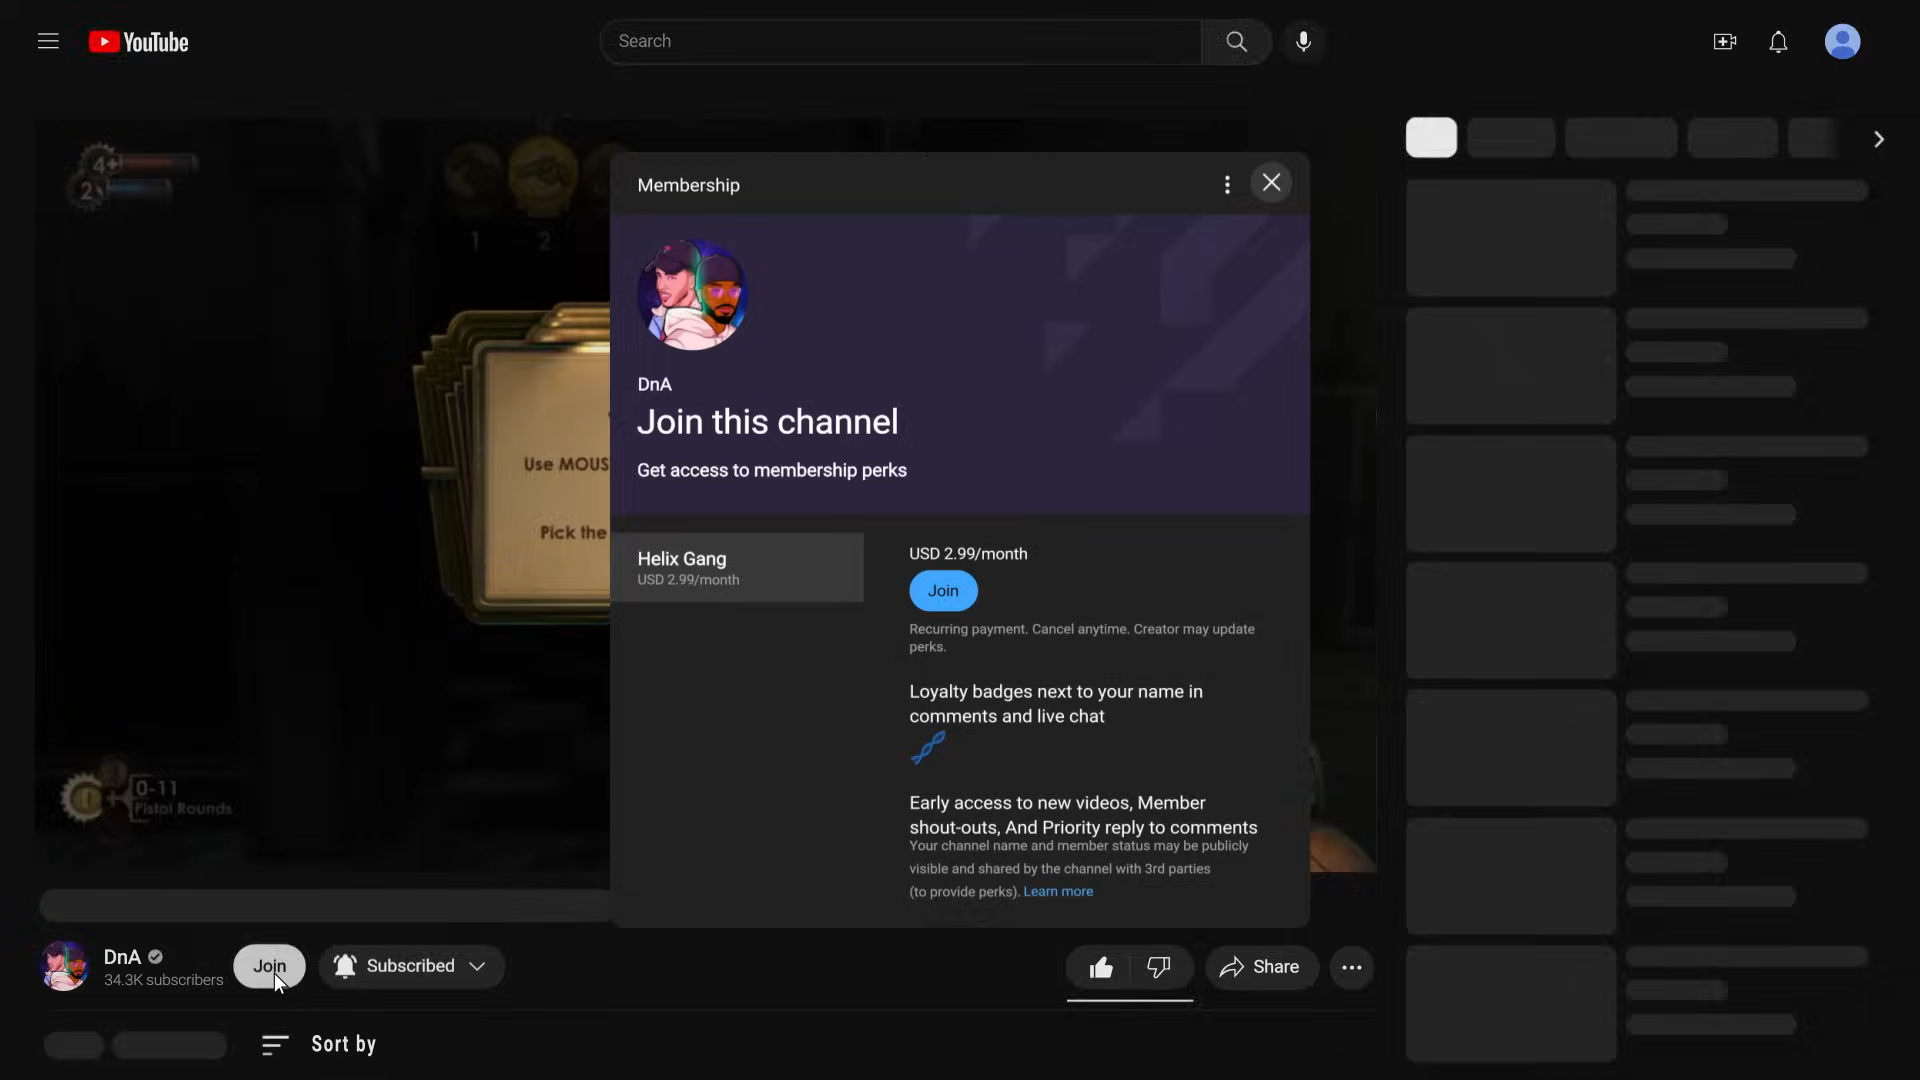 YouTube
Search
4+
2
1
2
Membership
DnA
Join this channel
Get access to membership perks
Use MOUS
Pick the
Helix Gang
USD 2.99/month
USD 2.99/month
Join
Recurring payment. Cancel anytime. Creator may update
perks.
Loyalty badges next to your name in
comments and live chat
Early access to new videos, Member
shout-outs, And Priority reply to comments
Your channel name and member status may be publicly
visible and shared by the channel with 3rd parties
(to provide perks). Learn more
0-11
Pistol Rounds
DnA
34.3K subscribers
Join
Subscribed
Share
Sort by